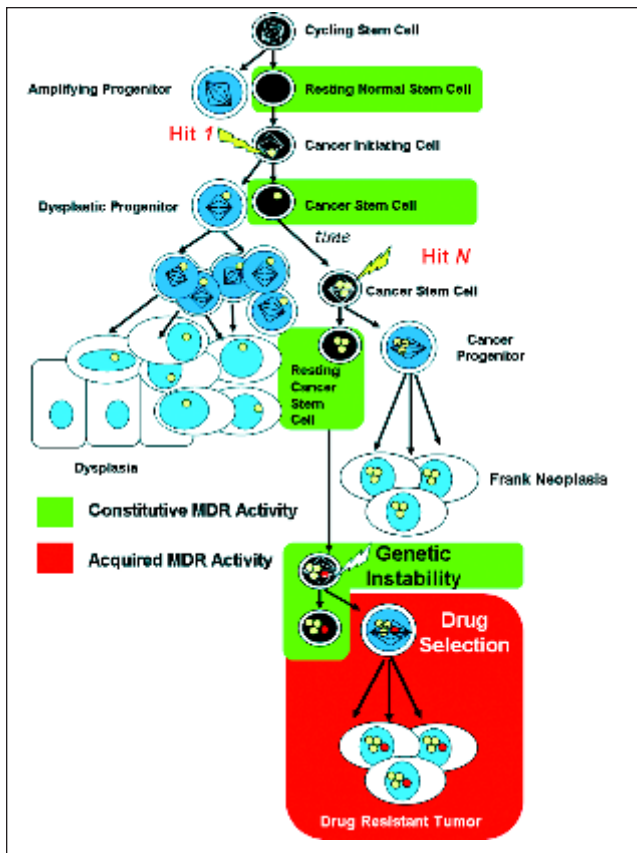 Cycling Stem Cell
Amplifying Progenitor
Resting Normal Stem Cell
Hit 1
Cancer Initiating Cell
Dysplastic Progenitor
Cancer Stem Cell
time
Hit N
Cancer Stem Cell
Cancer
Progenitor
Resting
Cancer
Stem
Cell
Dysplasia
Frank Neoplasia
Constitutive MDR Activity
Acquired MDR Activity
Genetic
Instability
Drug
Selection
Drug Resistant Tumor